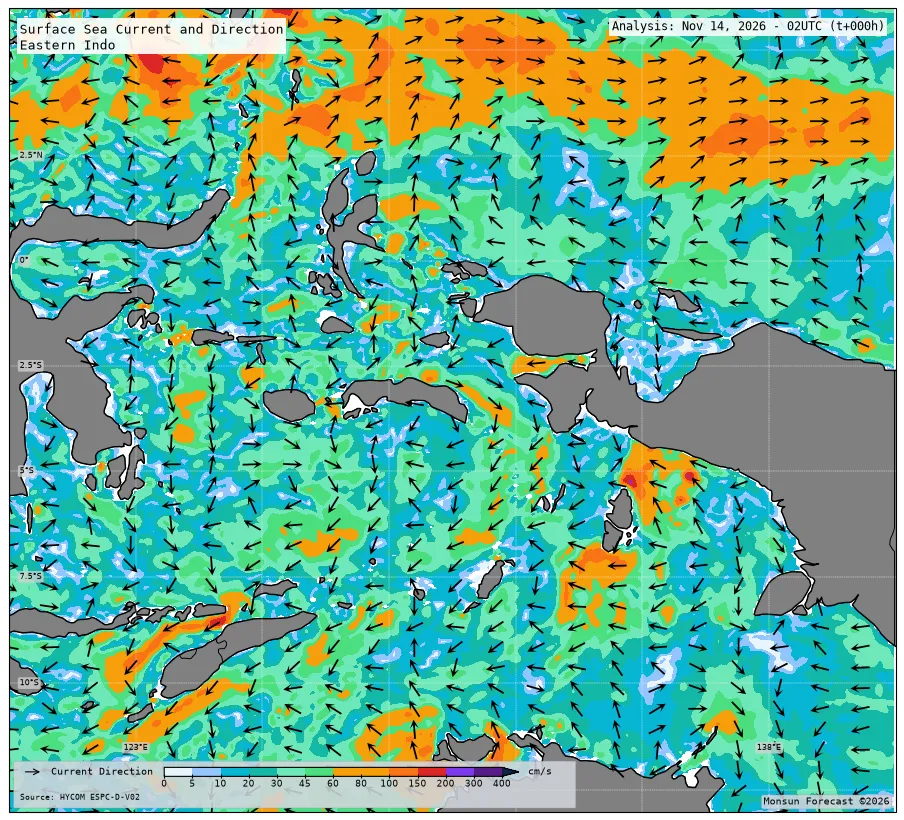 Surface Sea Current and Direction
Eastern Indo
Analysis: Nov 14, 2026 - 02UTC (t+000h)
2.5°N
0°
2.5°S
5°S
7.5°S
10°S
123°E
138°E
Current Direction
0 5 10 20 30 45 60 80 100 150 200 300 400 cm/s
Source: HYCOM ESPC-D-V02
Monsun Forecast ©2026